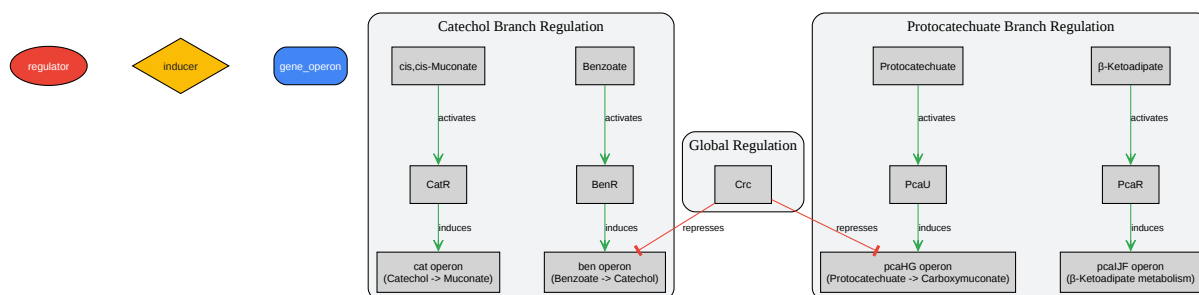 Catechol Branch Regulation
Protocatechuate Branch Regulation
regulator
inducer
gene_operon
cis,cis-Muconate
Benzoate
Protocatechuate
β-Ketoadipate
activates
activates
activates
activates
Global Regulation
CatR
BenR
Crc
PcaU
PcaR
induces
induces
represses
represses
induces
induces
cat operon
(Catechol -> Muconate)
ben operon
(Benzoate -> Catechol)
pcaHG operon
(Protocatechuate -> Carboxymuconate)
pcaIJF operon
(β-Ketoadipate metabolism)